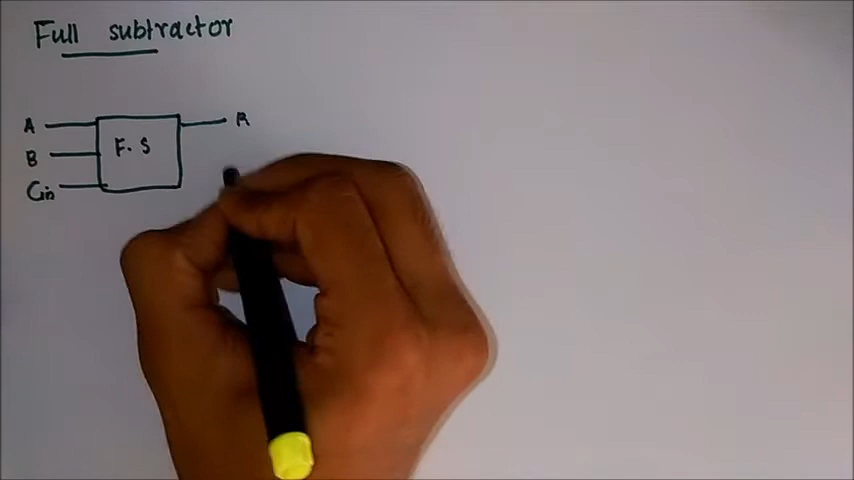 Full subtractor
A
R
F. S
B
Cin